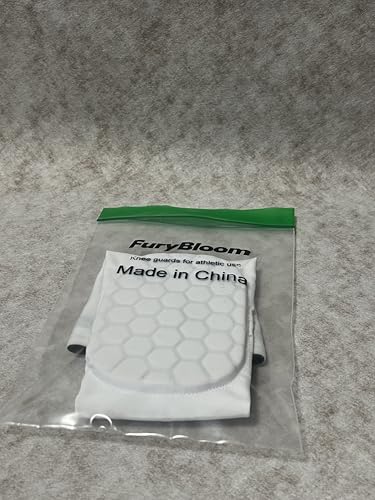 FuryBloom
Knee guards for athletic use
Made in China